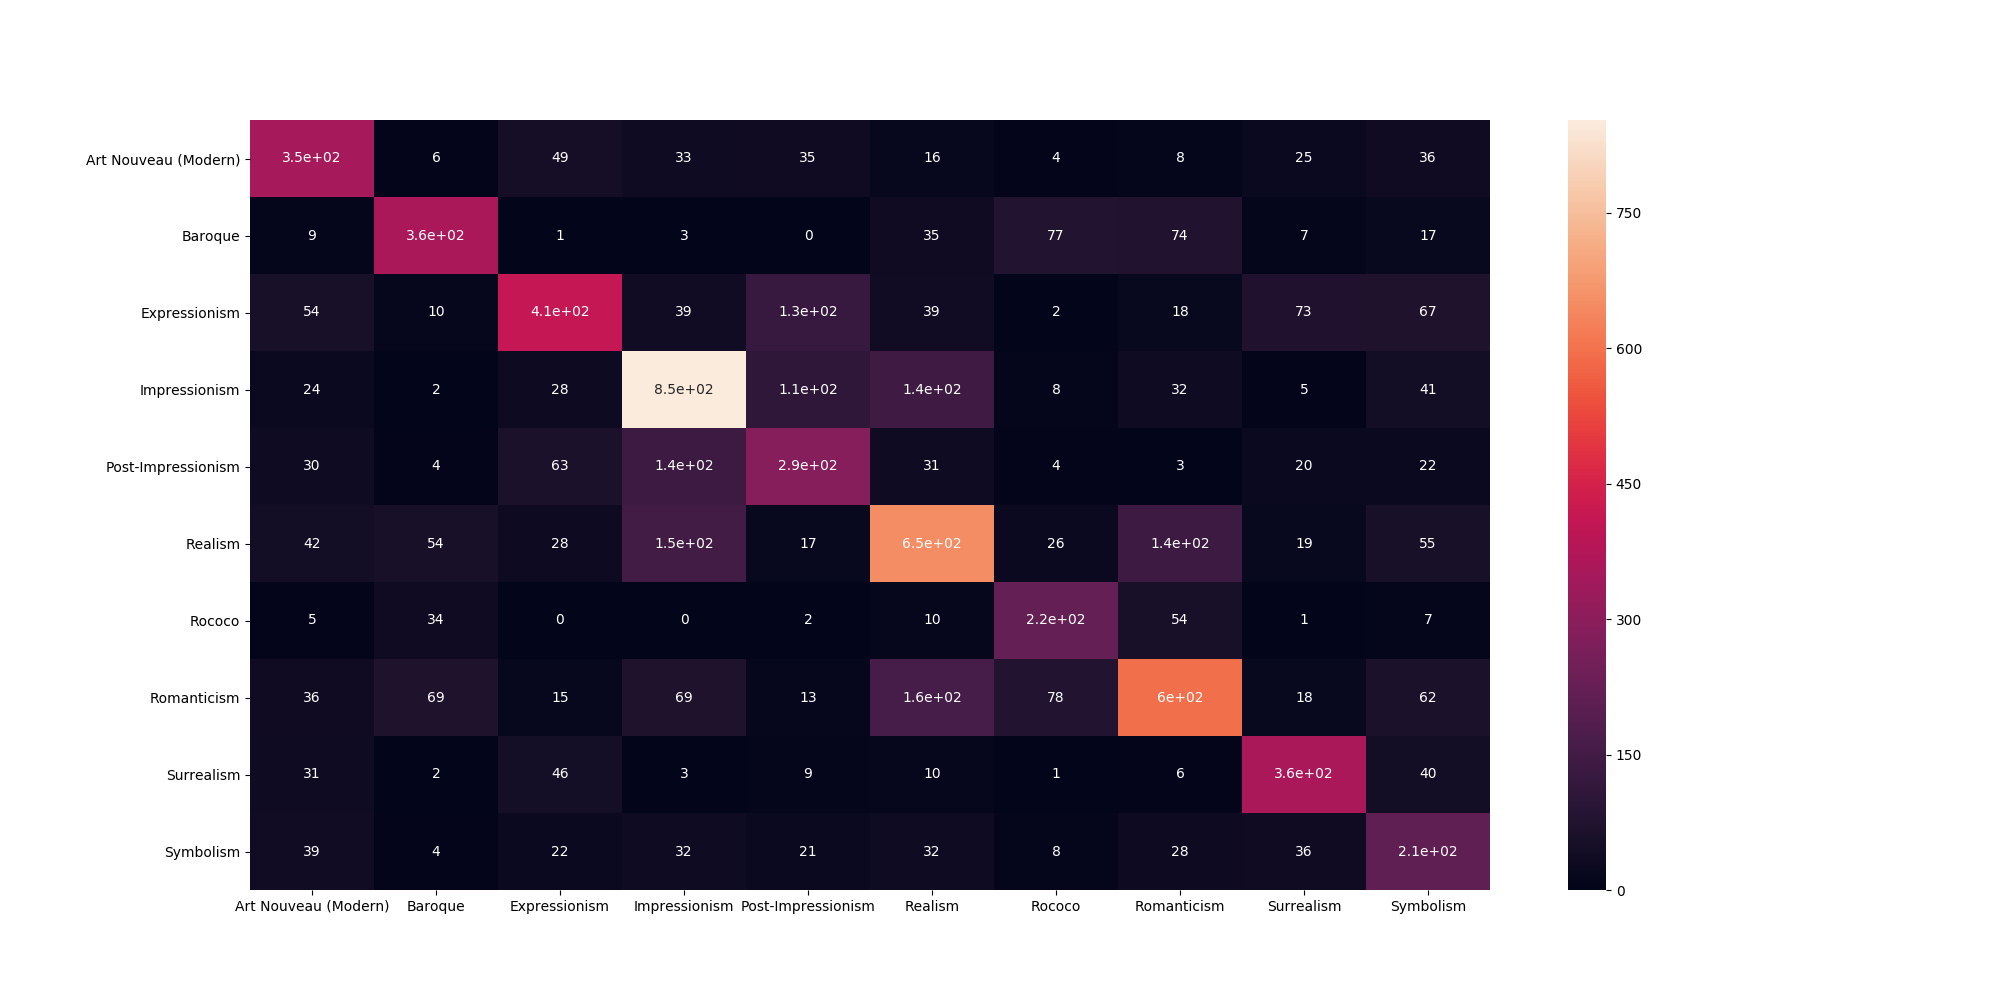 Art Nouveau (Modern) 3.5e+02 6 49 33 35 16 4 8 25 36
Baroque 9 3.6e+02 1 3 0 35 77 74 7 17
750
Expressionism 54 10 4.1e+02 39 1.3e+02 39 2 18 73 67
600
Impressionism 24 2 28 8.5e+02 1.1e+02 1.4e+02 8 32 5 41
Post-Impressionism 30 4 63 1.4e+02 2.9e+02 31 4 3 20 22
450
Realism 42 54 28 1.5e+02 17 6.5e+02 26 1.4e+02 19 55
Rococo 5 34 0 0 2 10 2.2e+02 54 1 7
300
Romanticism 36 69 15 69 13 1.6e+02 78 6e+02 18 62
150
Surrealism 31 2 46 3 9 10 1 6 3.6e+02 40
Symbolism 39 4 22 32 21 32 8 28 36 2.1e+02
0
Art Nouveau (Modern) Baroque Expressionism Impressionism Post-Impressionism Realism Rococo Romanticism Surrealism Symbolism